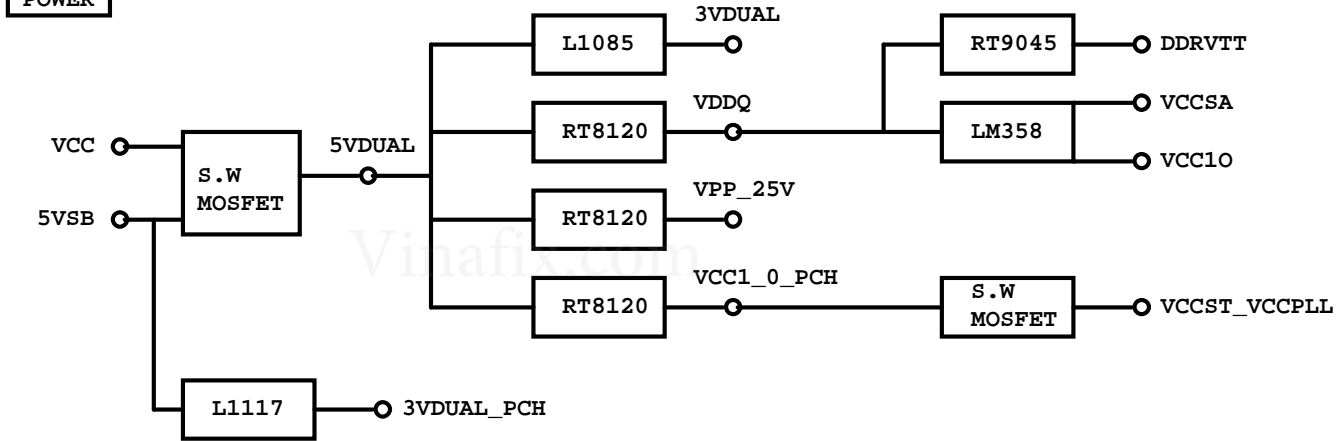 POWER
3VDUAL
L1085
RT9045
DDRVTT
VDDQ
RT8120
LM358
VCCSA
VCC1O
VCC
5VSB
S.W
MOSFET
5VDUAL
VPP_25V
RT8120
Vinafix.com
VCC1_0_PCH
RT8120
S.W
MOSFET
VCCST_VCCPLL
L1117
3VDUAL_PCH